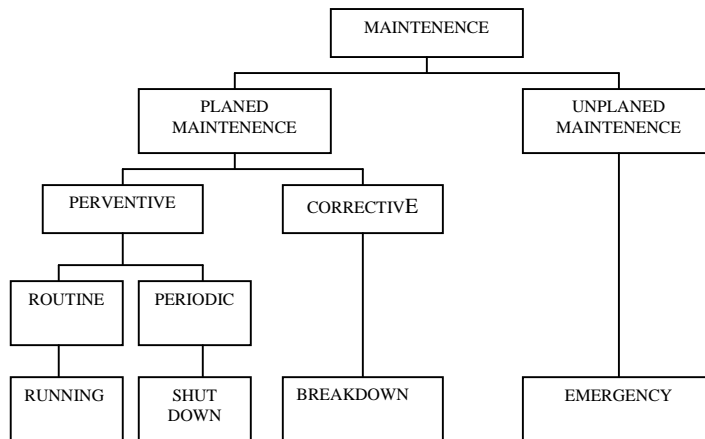 MAINTENENCE
PLANED
MAINTENENCE
UNPLANED
MAINTENENCE
PERVENTIVE
CORRECTIVE
ROUTINE
PERIODIC
RUNNING
SHUT
DOWN
BREAKDOWN
EMERGENCY